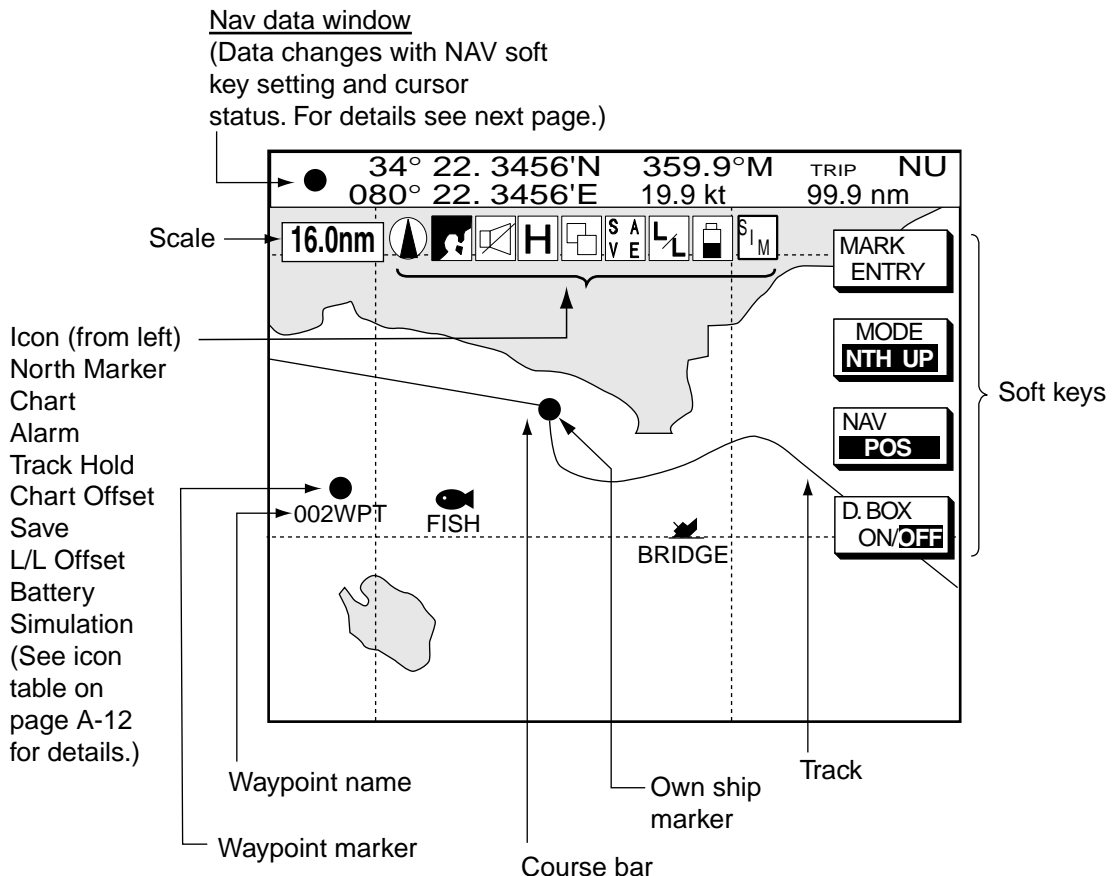 Nav data window
(Data changes with NAV soft
key setting and cursor
status. For details see next page.)
34° 22. 3456'N 359.9°M TRIP NU
080° 22. 3456'E 19.9 kt 99.9 nm
Scale
16.0nm
H
S A
V E
L/L
SIM
MARK
ENTRY
MODE
NTH UP
NAV
POS
D. BOX
ON/OFF
Soft keys
Icon (from left)
North Marker
Chart
Alarm
Track Hold
Chart Offset
Save
L/L Offset
Battery
Simulation
(See icon
table on
page A-12
for details.)
002WPT
FISH
BRIDGE
Waypoint name
Waypoint marker
Course bar
Own ship
marker
Track